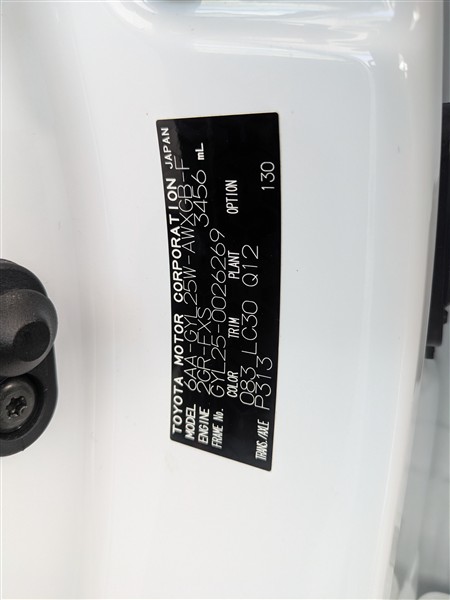 TOYOTA MOTOR CORPORATION JAPAN
MODEL 6AA-GYL25W-AWXGB-F
ENGINE 2GR-FXS 3456 mL
FRAME No. GYL25-0026269
COLOR TRIM PLANT OPTION
083 LC30 Q12
TRANS./AXLE P313 130